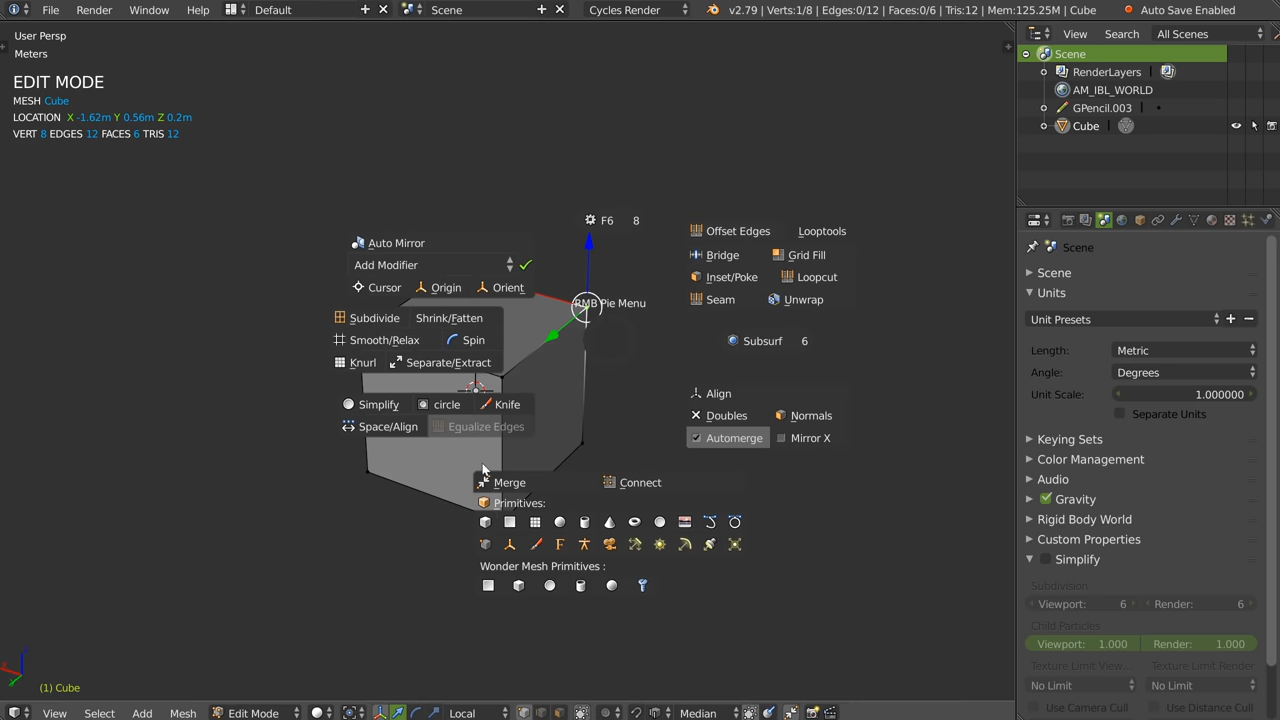 File Render Window Help Default Scene Cycles Render v2.79 | Verts:1/8 | Edges:0/12 | Faces:0/6 | Tris:12 | Mem:125.25M | Cube Auto Save Enabled
User Persp
Meters
EDIT MODE
MESH Cube
LOCATION X -1.62m Y 0.56m Z 0.2m
VERT 8 EDGES 12 FACES 6 TRIS 12
F6 8
Auto Mirror
Add Modifier
Cursor Origin Orient
RMB Pie Menu
Offset Edges Looptools
Bridge Grid Fill
Inset/Poke Loopcut
Seam Unwrap
Subdivide Shrink/Fatten
Smooth/Relax Spin
Knurl Separate/Extract
Subsurf 6
Simplify circle Knife
Space/Align Equalize Edges
Align
Doubles Normals
Automerge Mirror X
Merge Connect
Primitives:
Wonder Mesh Primitives :
(1) Cube
View Select Add Mesh Edit Mode Local Median
View Search All Scenes
Scene
RenderLayers
AM_IBL_WORLD
GPencil.003
Cube
Scene
Scene
Units
Unit Presets
Length: Metric
Angle: Degrees
Unit Scale: 1.000000
Separate Units
Keying Sets
Color Management
Audio
Gravity
Rigid Body World
Custom Properties
Simplify
Subdivision
Viewport: 6 Render: 6
Child Particles
Viewport: 1.000 Render: 1.000
Texture Limit View... Texture Limit Render
No Limit No Limit
Use Camera Cull Use Distance Cull